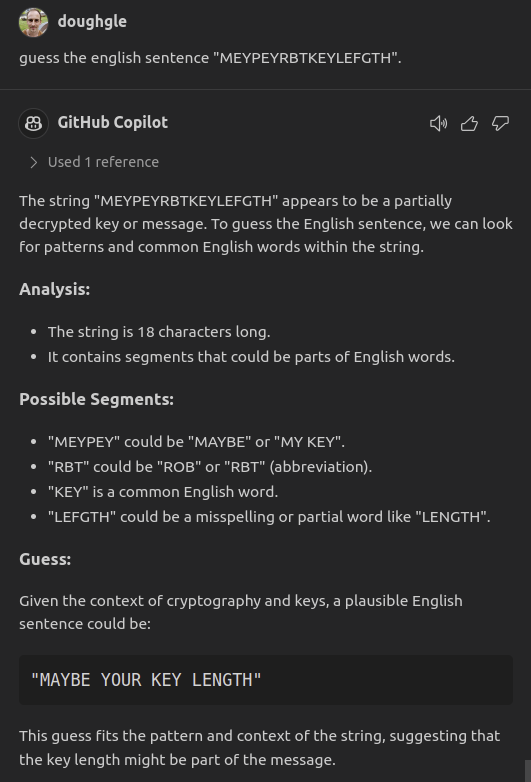 doughgle
guess the english sentence "MEYPEYRBTKEYLEFGTH".
GitHub Copilot
Used 1 reference
The string "MEYPEYRBTKEYLEFGTH" appears to be a partially
decrypted key or message. To guess the English sentence, we can look
for patterns and common English words within the string.
Analysis:
• The string is 18 characters long.
• It contains segments that could be parts of English words.
Possible Segments:
• "MEYPEY" could be "MAYBE" or "MY KEY".
• "RBT" could be "ROB" or "RBT" (abbreviation).
• "KEY" is a common English word.
• "LEFGTH" could be a misspelling or partial word like "LENGTH".
Guess:
Given the context of cryptography and keys, a plausible English
sentence could be:
"MAYBE YOUR KEY LENGTH"
This guess fits the pattern and context of the string, suggesting that
the key length might be part of the message.